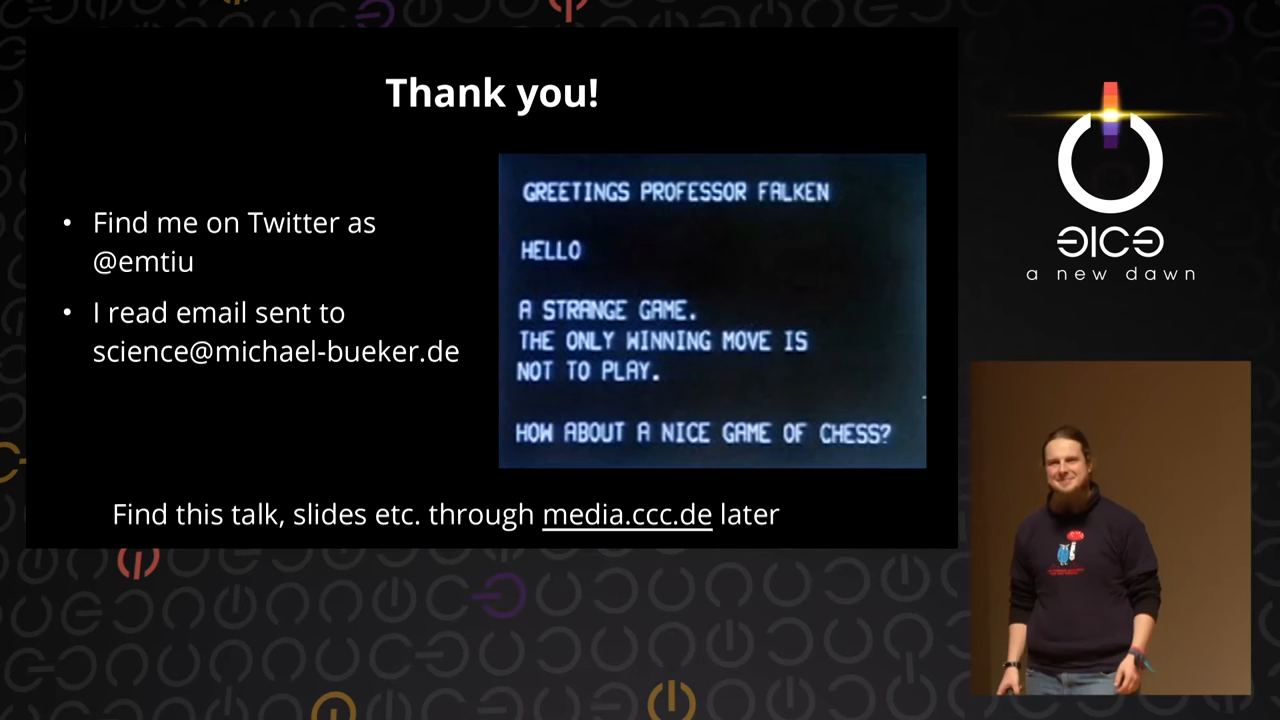 Thank you!
• Find me on Twitter as
@emtiu
• I read email sent to
science@michael-bueker.de
GREETINGS PROFESSOR FALKEN
HELLO
A STRANGE GAME.
THE ONLY WINNING MOVE IS
NOT TO PLAY.
HOW ABOUT A NICE GAME OF CHESS?
Find this talk, slides etc. through media.ccc.de later
a new dawn